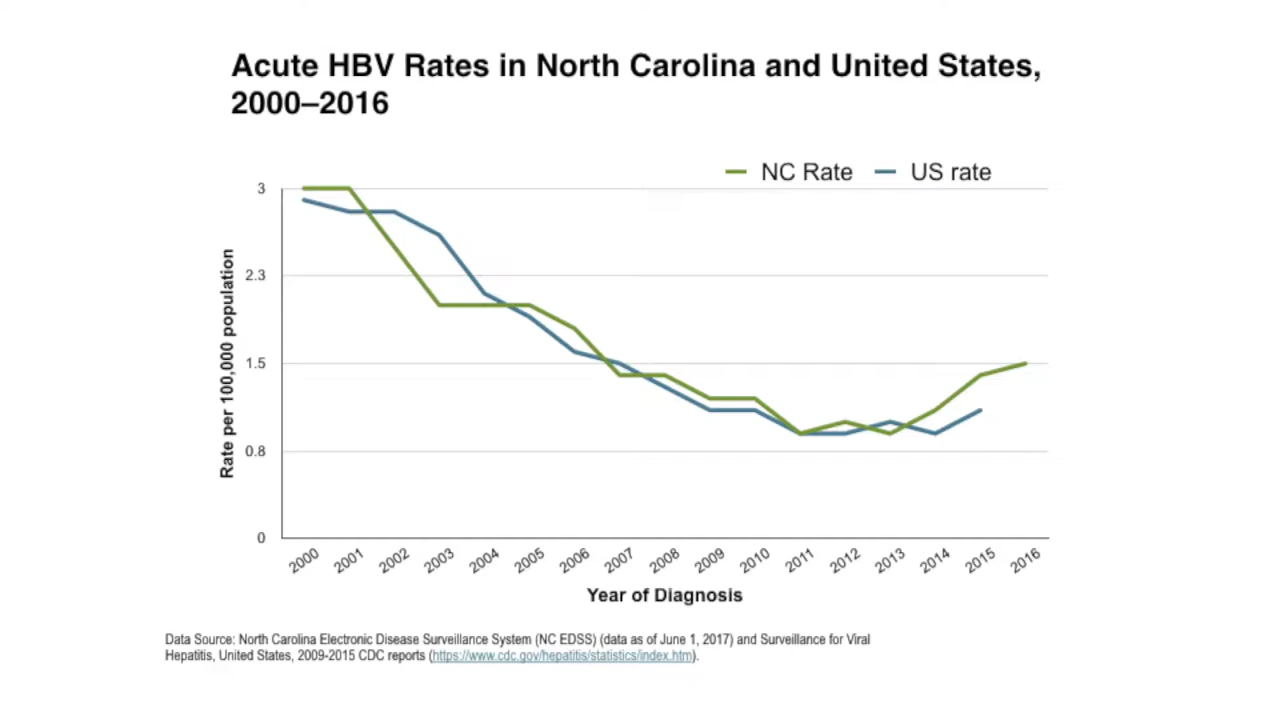 Acute HBV Rates in North Carolina and United States,
2000–2016
NC Rate US rate
3
2.3
1.5
0.8
0
Rate per 100,000 population
2000 2001 2002 2003 2004 2005 2006 2007 2008 2009 2010 2011 2012 2013 2014 2015 2016
Year of Diagnosis
Data Source: North Carolina Electronic Disease Surveillance System (NC EDSS) (data as of June 1, 2017) and Surveillance for Viral
Hepatitis, United States, 2009-2015 CDC reports (https://www.cdc.gov/hepatitis/statistics/index.htm).